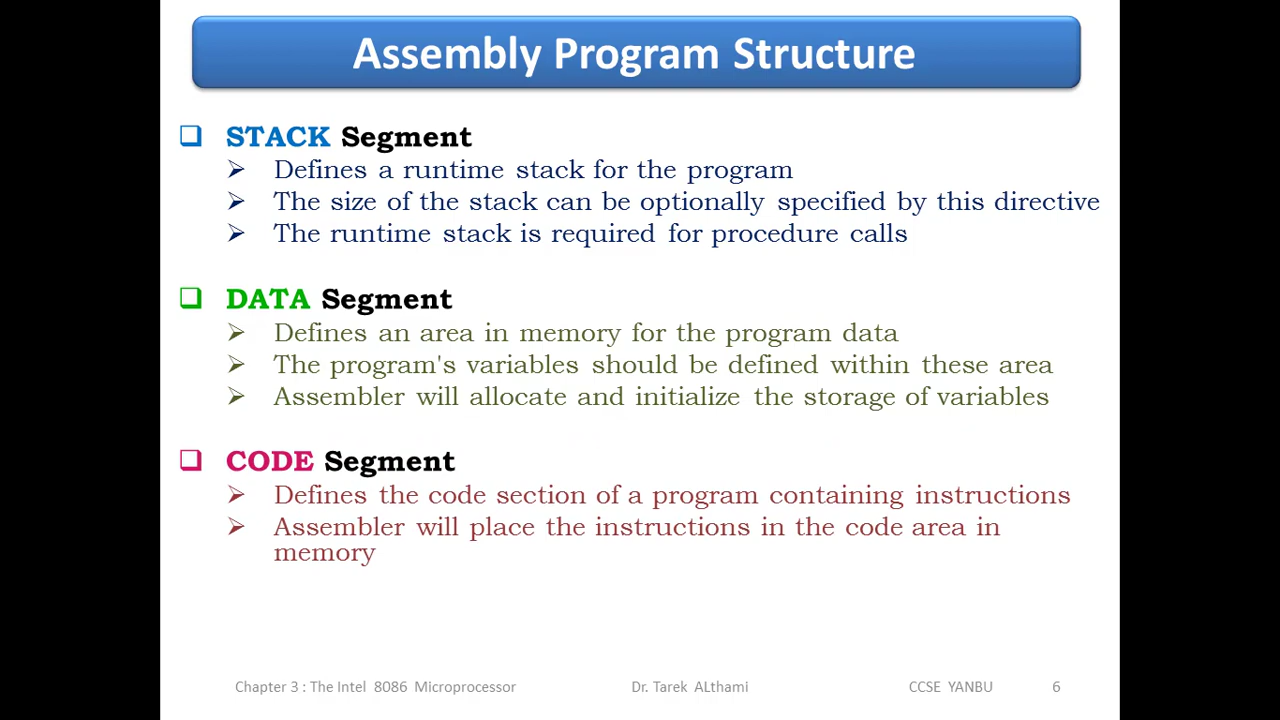 Assembly Program Structure
STACK Segment
Defines a runtime stack for the program
The size of the stack can be optionally specified by this directive
The runtime stack is required for procedure calls
DATA Segment
Defines an area in memory for the program data
The program's variables should be defined within these area
Assembler will allocate and initialize the storage of variables
CODE Segment
Defines the code section of a program containing instructions
Assembler will place the instructions in the code area in
memory
Chapter 3 : The Intel 8086 Microprocessor Dr. Tarek ALthami CCSE YANBU 6